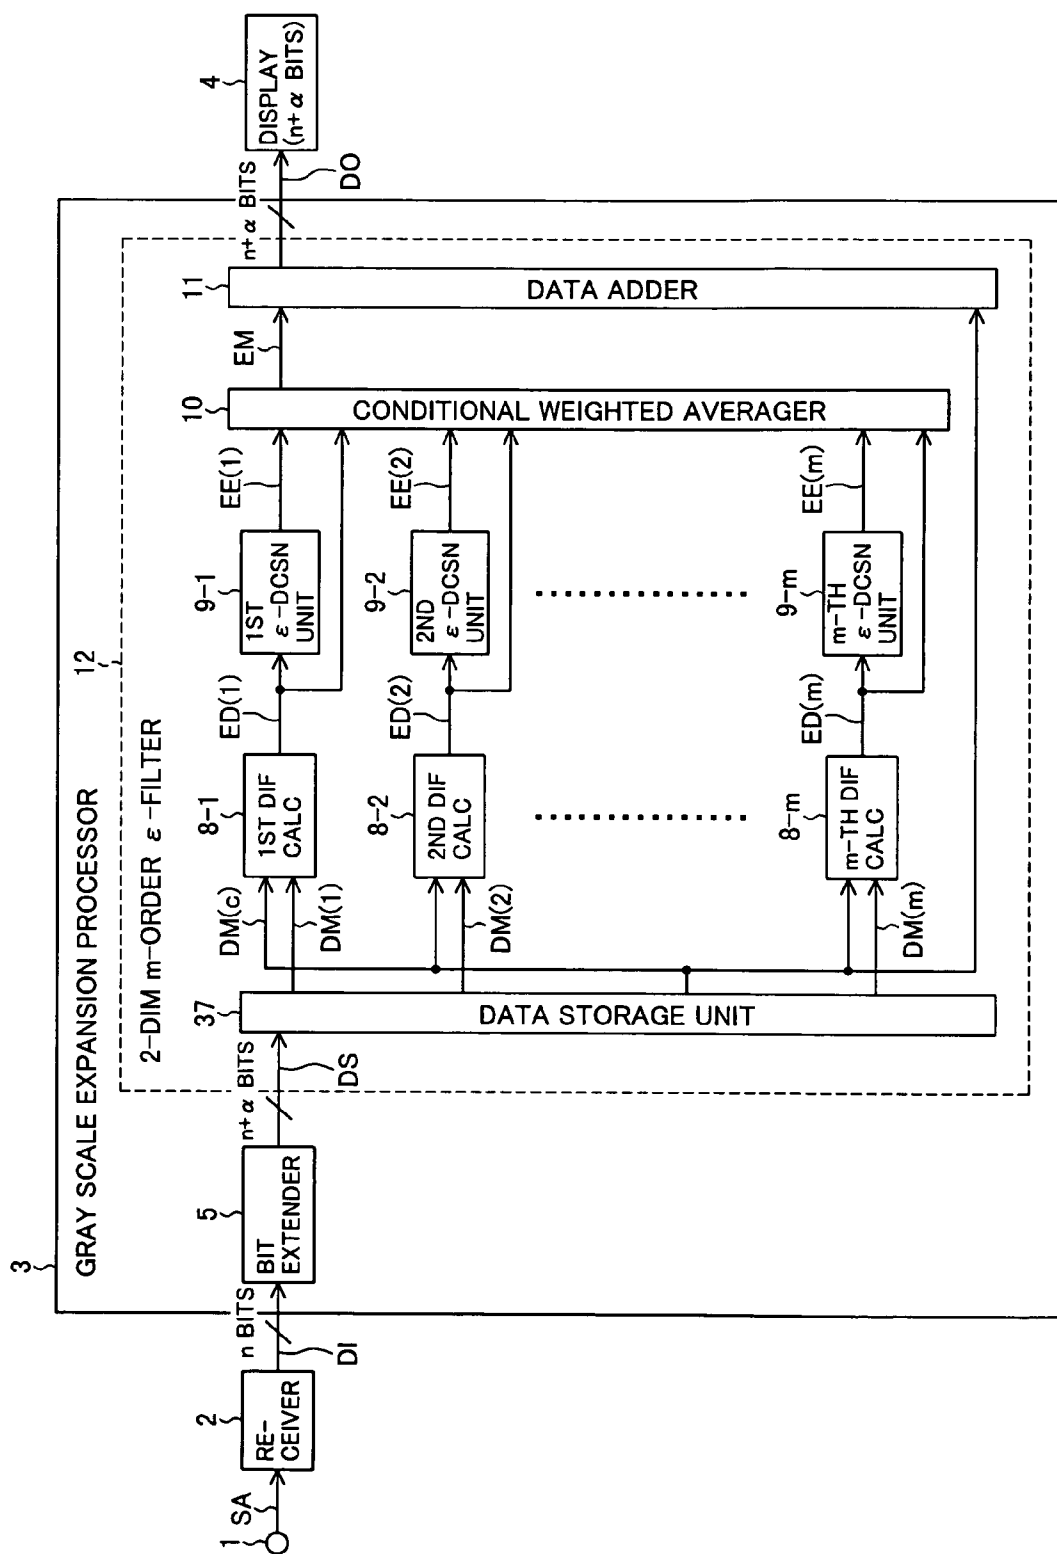 3
GRAY SCALE EXPANSION PROCESSOR
12
2-DIM m-ORDER ε-FILTER
1
SA
2
RE-
CEIVER
n BITS
DI
5
BIT
EXTENDER
n+α BITS
DS
37
DATA STORAGE UNIT
DM(c)
DM(1)
8-1
1ST DIF
CALC
ED(1)
9-1
1ST
ε-DCSN
UNIT
EE(1)
DM(2)
8-2
2ND DIF
CALC
ED(2)
9-2
2ND
ε-DCSN
UNIT
EE(2)
DM(m)
8-m
m-TH DIF
CALC
ED(m)
9-m
m-TH
ε-DCSN
UNIT
EE(m)
10
CONDITIONAL WEIGHTED AVERAGER
EM
11
DATA ADDER
n+α BITS
DO
4
DISPLAY
(n+α BITS)